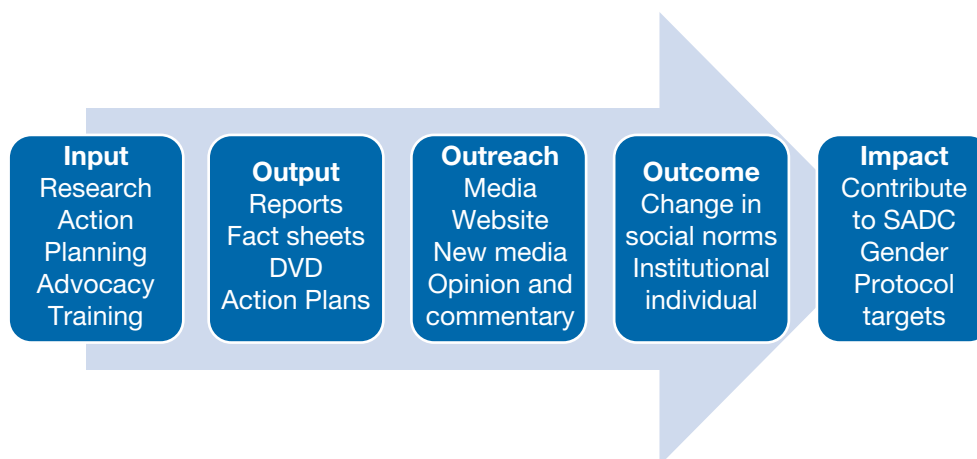 Input
Research
Action
Planning
Advocacy
Training
Output
Reports
Fact sheets
DVD
Action Plans
Outreach
Media
Website
New media
Opinion and
commentary
Outcome
Change in
social norms
Institutional
individual
Impact
Contribute
to SADC
Gender
Protocol
targets